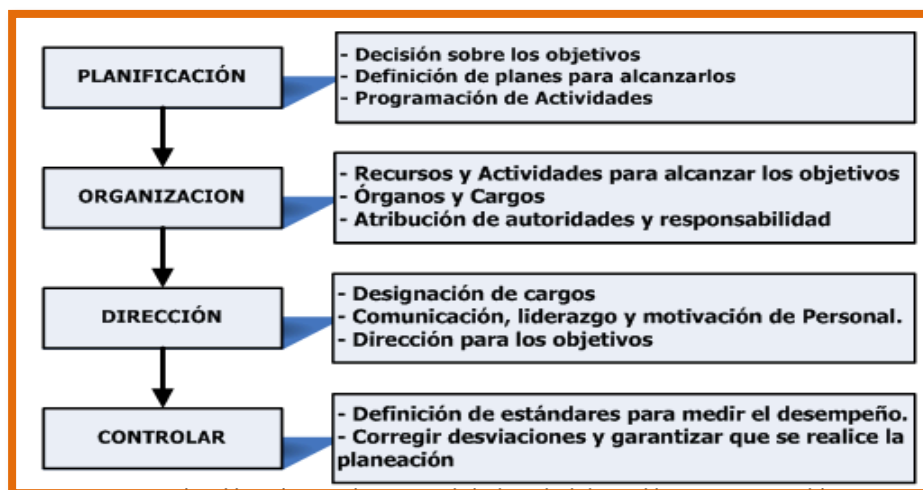 PLANIFICACIÓN
- Decisión sobre los objetivos
- Definición de planes para alcanzarlos
- Programación de Actividades
ORGANIZACION
- Recursos y Actividades para alcanzar los objetivos
- Órganos y Cargos
- Atribución de autoridades y responsabilidad
DIRECCIÓN
- Designación de cargos
- Comunicación, liderazgo y motivación de Personal.
- Dirección para los objetivos
CONTROLAR
- Definición de estándares para medir el desempeño.
- Corregir desviaciones y garantizar que se realice la
planeación